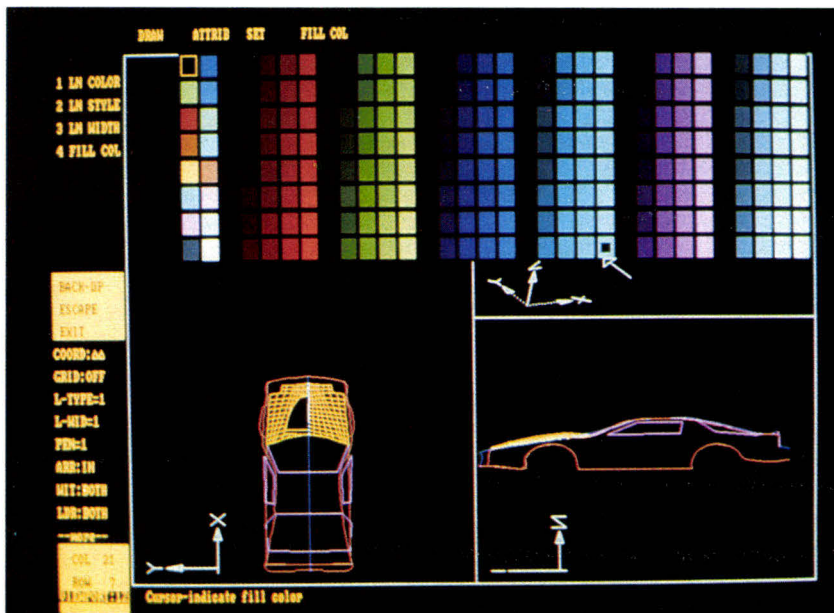 DRAW ATTRIB SET FILL COL
1 LN COLOR
2 LN STYLE
3 LN WIDTH
4 FILL COL
BACK-UP
ESCAPE
EXIT
COORD:△△
GRID:OFF
L-TYPE=1
L-WID=1
PEN=1
ARR:IN
WIT:BOTH
LDR:BOTH
--more--
COL 21
ROW 7
Z
Y X
X
Y
Z
Cursor-indicate fill color